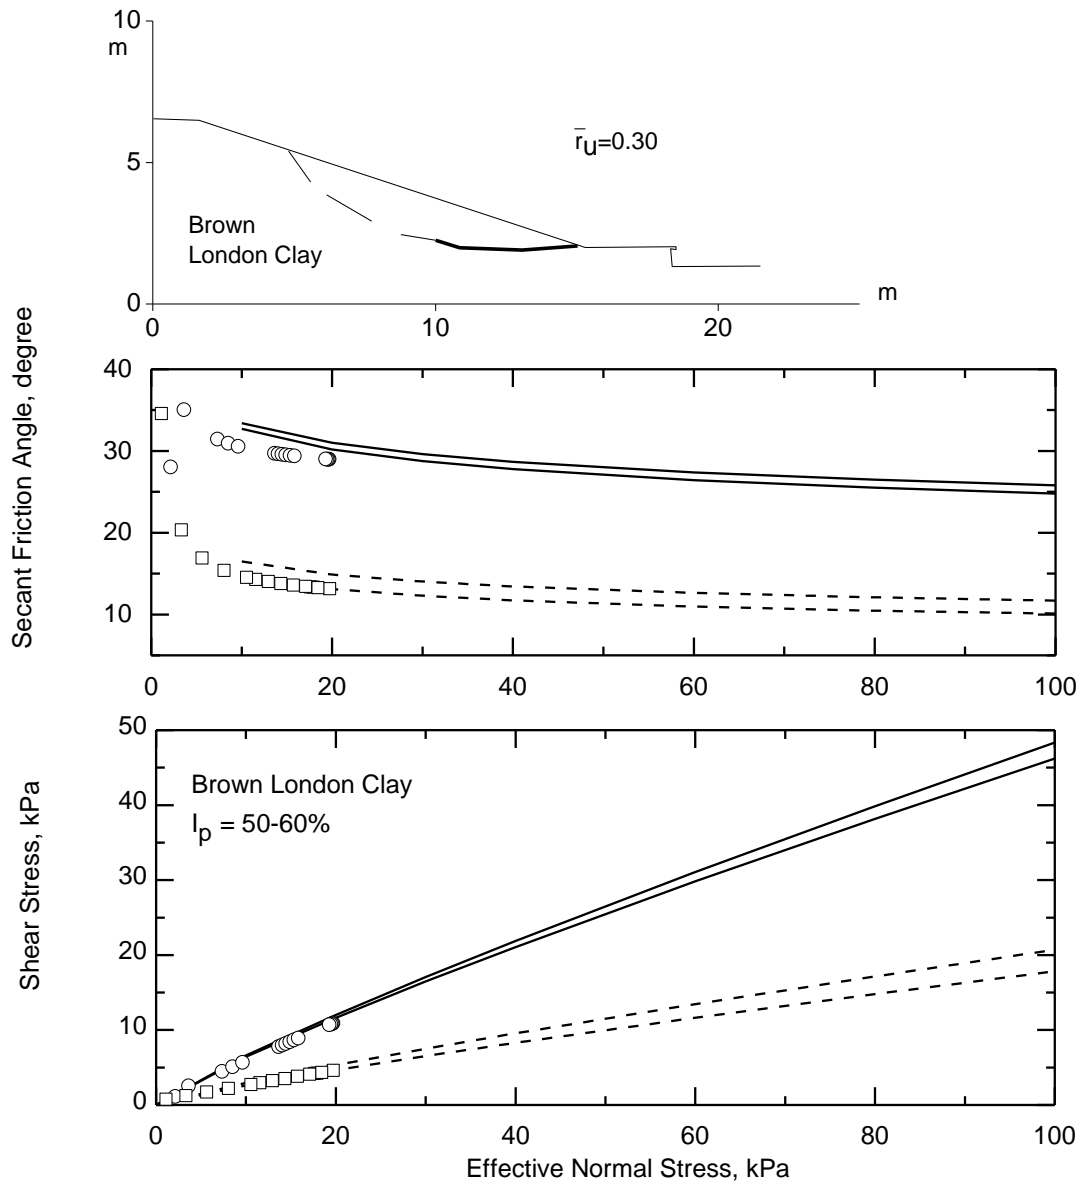 10
m
r̅u=0.30
5
Brown
London Clay
0
m
0 10 20
Secant Friction Angle, degree
40
30
20
10
0 20 40 60 80 100
Shear Stress, kPa
50
Brown London Clay
40
Ip = 50-60%
30
20
10
0
0 20 40 60 80 100
Effective Normal Stress, kPa